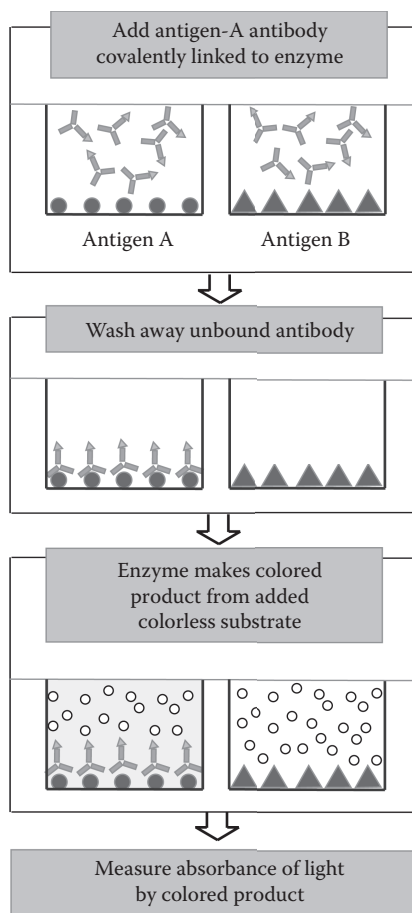 Add antigen-A antibody
covalently linked to enzyme
Antigen A
Antigen B
Wash away unbound antibody
Enzyme makes colored
product from added
colorless substrate
Measure absorbance of light
by colored product